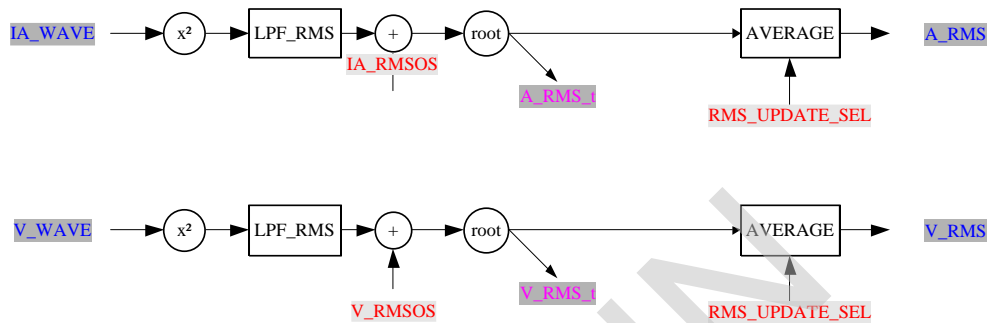 IA_WAVE x² LPF_RMS + root AVERAGE A_RMS
IA_RMSOS
A_RMS_t
RMS_UPDATE_SEL
V_WAVE x² LPF_RMS + root AVERAGE V_RMS
V_RMS_t
V_RMSOS RMS_UPDATE_SEL